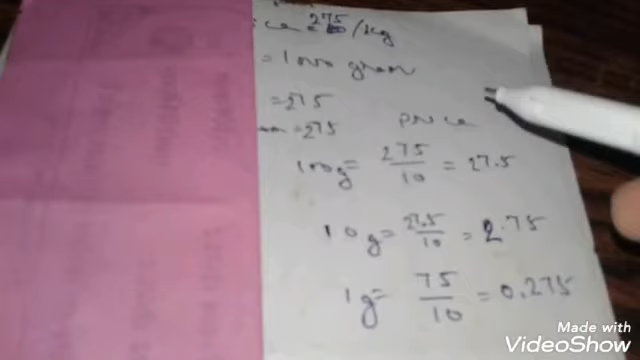 275
/Kg
= 1000 gram
= 275
= 275 price
100g = 275/10 = 27.5
10g = 27.5/10 = 2.75
1g = 75/10 = 0.275
Made with
VideoShow